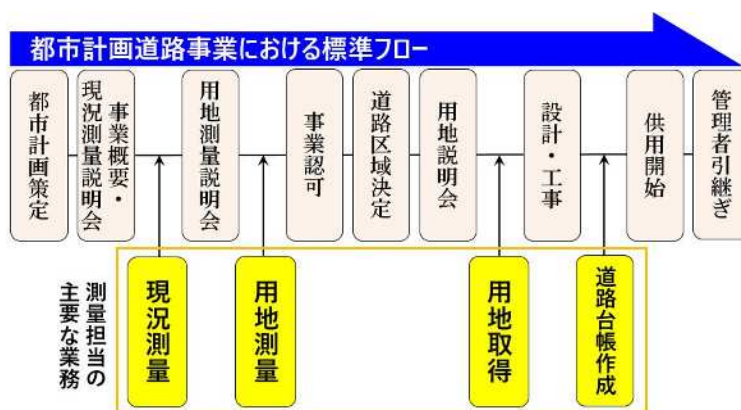 都市計画道路事業における標準フロー
都市計画策定
事業概要・
現況測量説明会
用地測量説明会
事業認可
道路区域決定
用地説明会
設計・工事
供用開始
管理者引継ぎ
測量担当の
主要な業務
現況測量
用地測量
用地取得
道路台帳作成